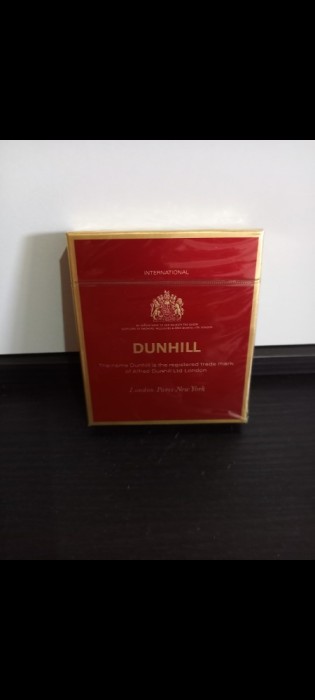 INTERNATIONAL
DUNHILL
The name Dunhill is the registered trade mark
of Alfred Dunhill Ltd London
London Paris New York